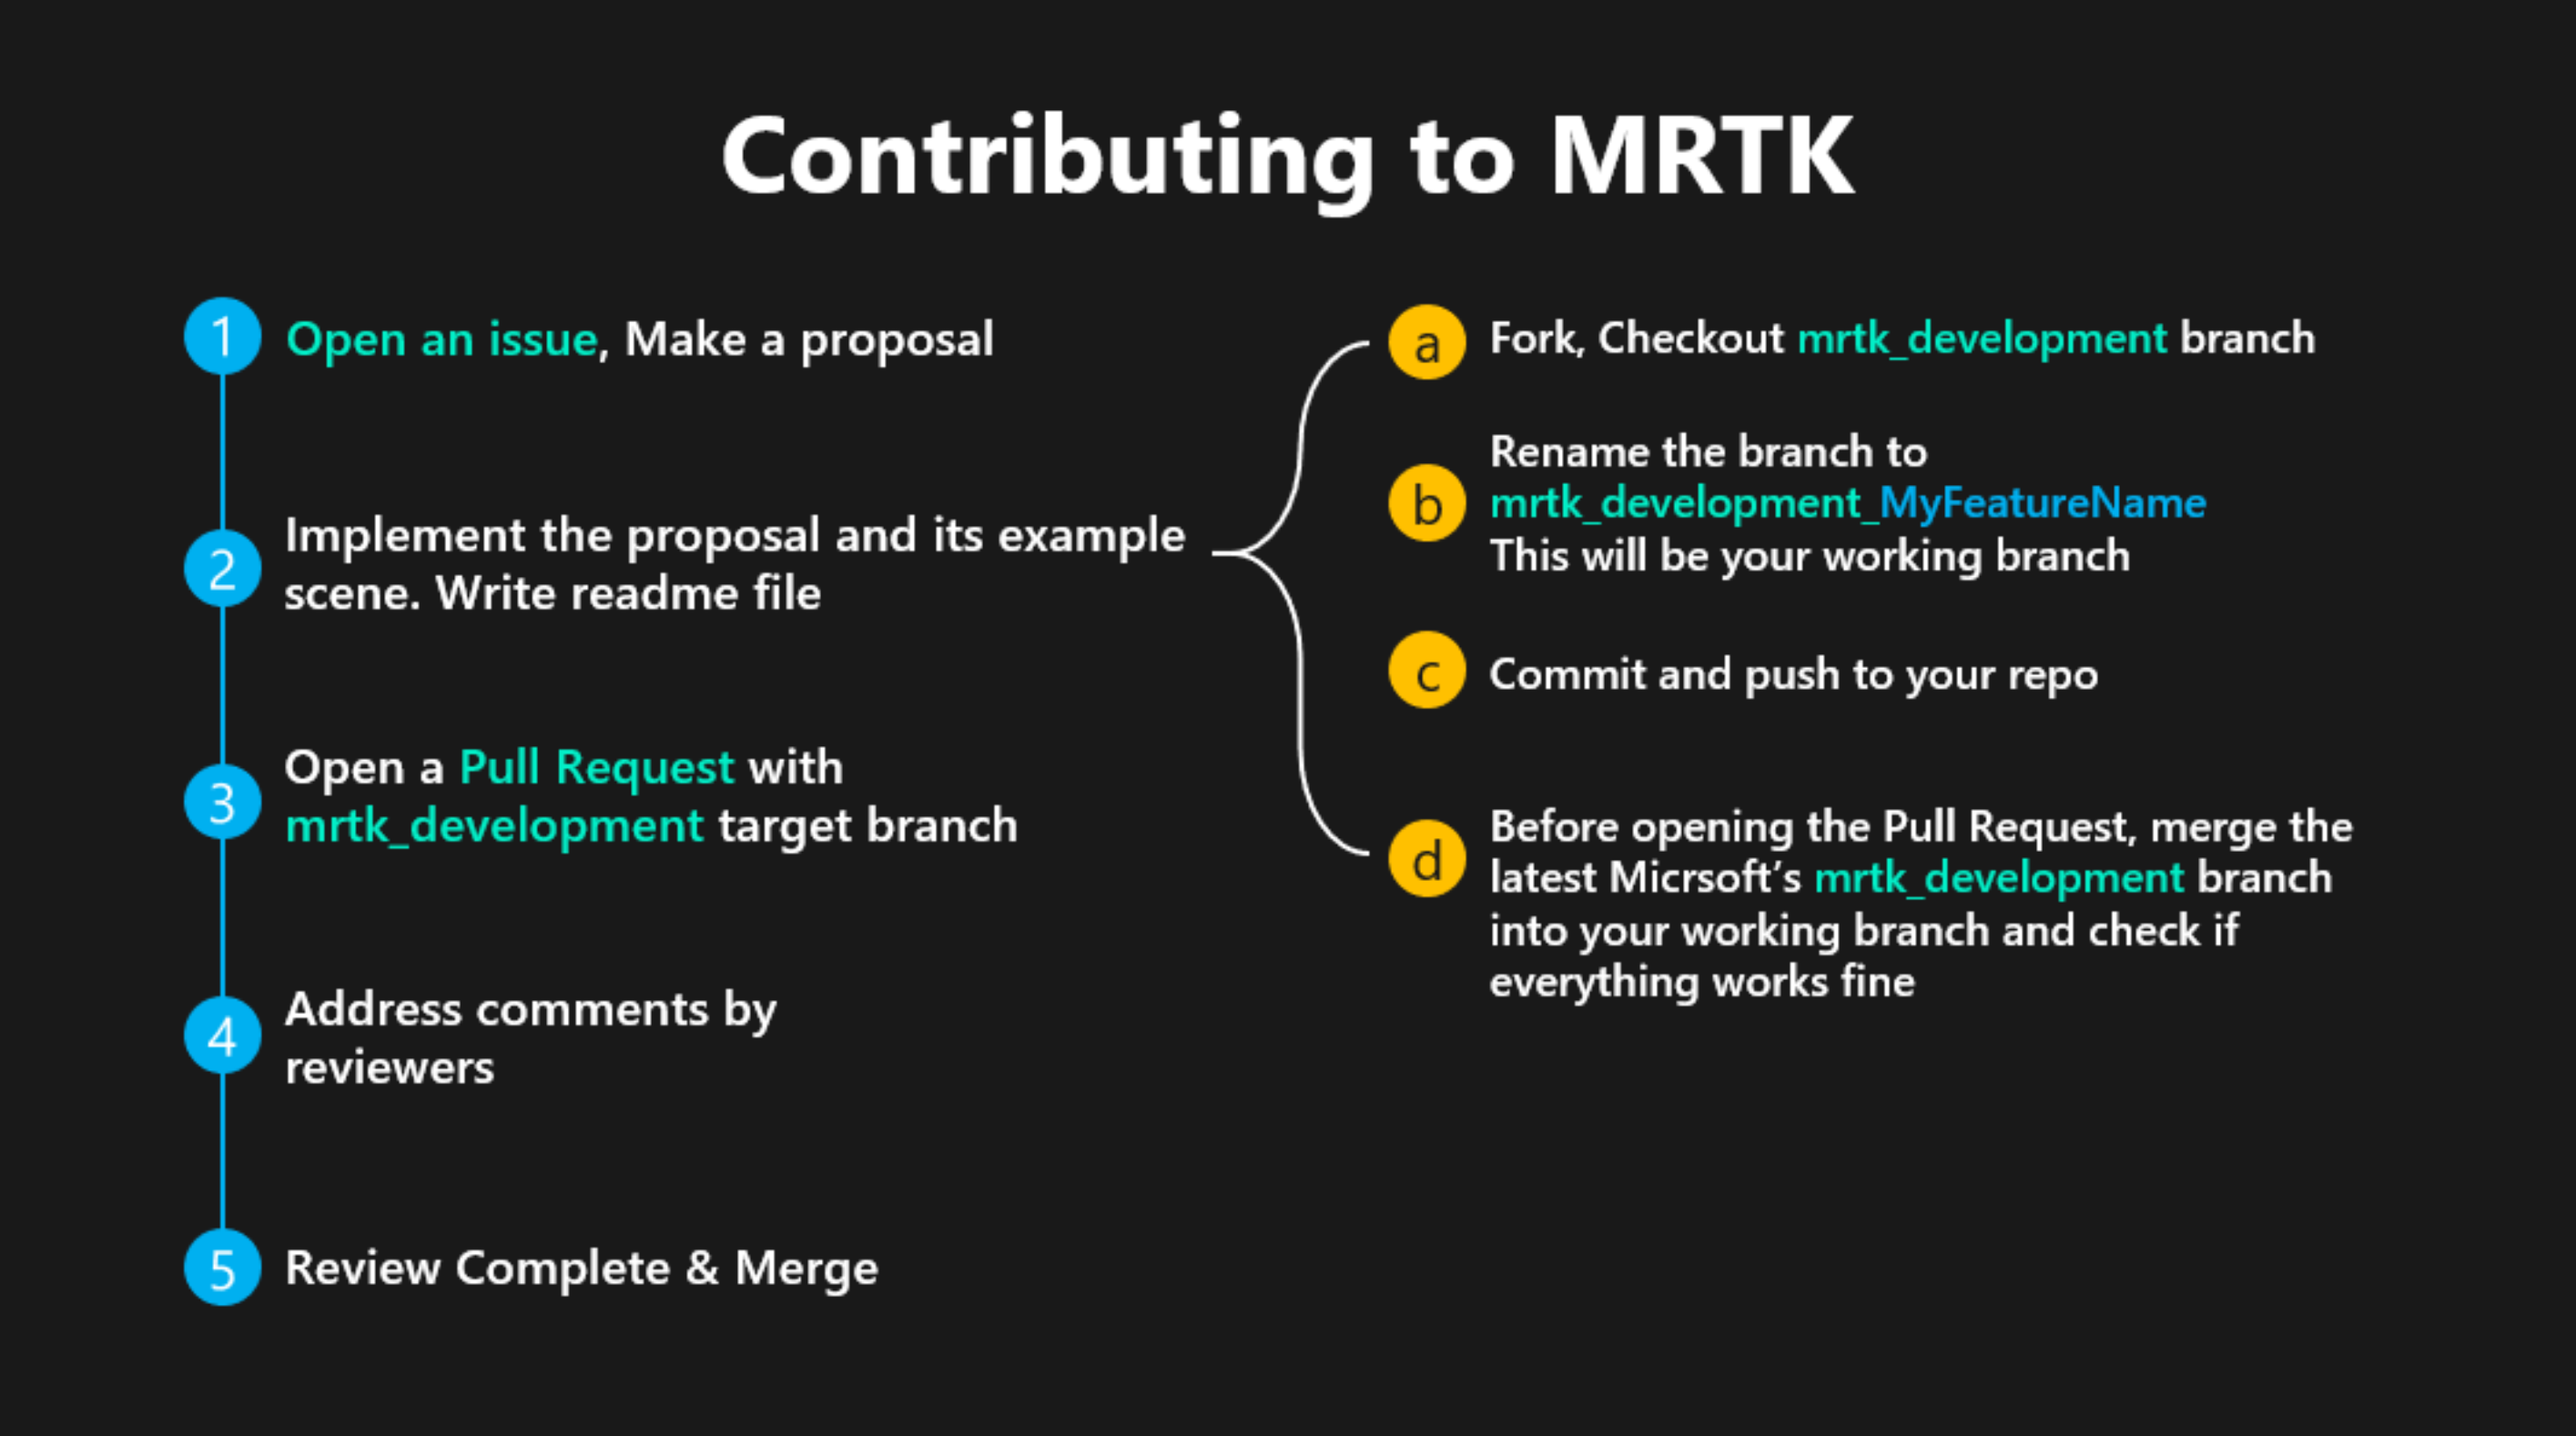 Contributing to MRTK
1
Open an issue, Make a proposal
2
Implement the proposal and its example
scene. Write readme file
a
Fork, Checkout mrtk_development branch
b
Rename the branch to
mrtk_development_MyFeatureName
This will be your working branch
c
Commit and push to your repo
d
Before opening the Pull Request, merge the
latest Micrsoft’s mrtk_development branch
into your working branch and check if
everything works fine
3
Open a Pull Request with
mrtk_development target branch
4
Address comments by
reviewers
5
Review Complete & Merge